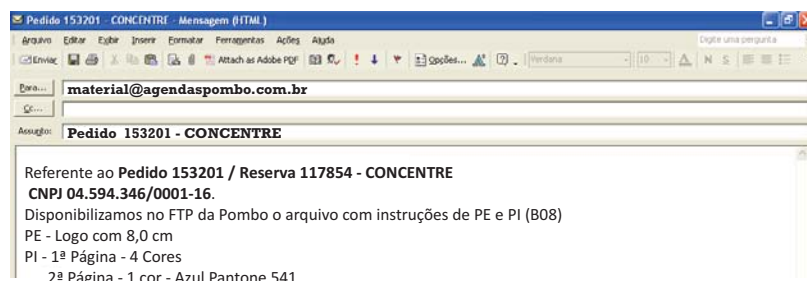 Pedido 153201 - CONCENTRE - Mensagem (HTML)
Arquivo Editar Exibir Inserir Formatar Ferramentas Ações Ajuda Digite uma pergunta
Enviar Attach as Adobe PDF Opções... Verdana 10 A N S
Para... material@agendaspombo.com.br
Cc...
Assunto: Pedido 153201 - CONCENTRE
Referente ao Pedido 153201 / Reserva 117854 - CONCENTRE
CNPJ 04.594.346/0001-16.
Disponibilizamos no FTP da Pombo o arquivo com instruções de PE e PI (B08)
PE - Logo com 8,0 cm
PI - 1ª Página - 4 Cores
2ª Página - 1 cor - Azul Pantone 541